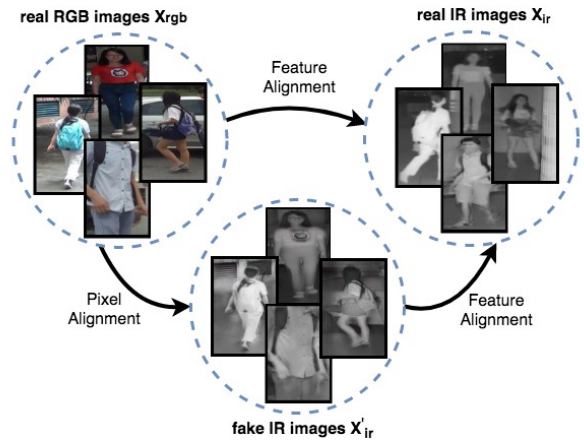 real RGB images Xrgb
real IR images Xir
Feature
Alignment
Pixel
Alignment
Feature
Alignment
fake IR images X'ir